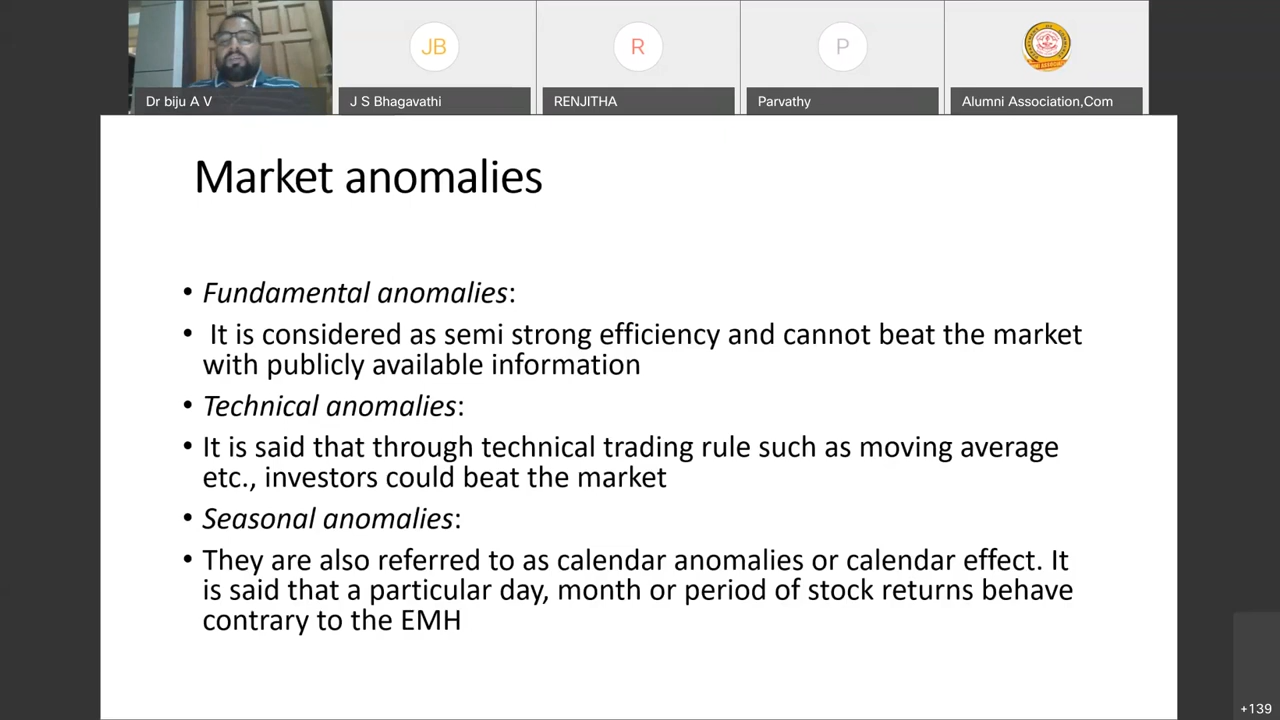 JB
R
P
Dr biju A V
J S Bhagavathi
RENJITHA
Parvathy
Alumni Association,Com
Market anomalies
• Fundamental anomalies:
• It is considered as semi strong efficiency and cannot beat the market
with publicly available information
• Technical anomalies:
• It is said that through technical trading rule such as moving average
etc., investors could beat the market
• Seasonal anomalies:
• They are also referred to as calendar anomalies or calendar effect. It
is said that a particular day, month or period of stock returns behave
contrary to the EMH
+139